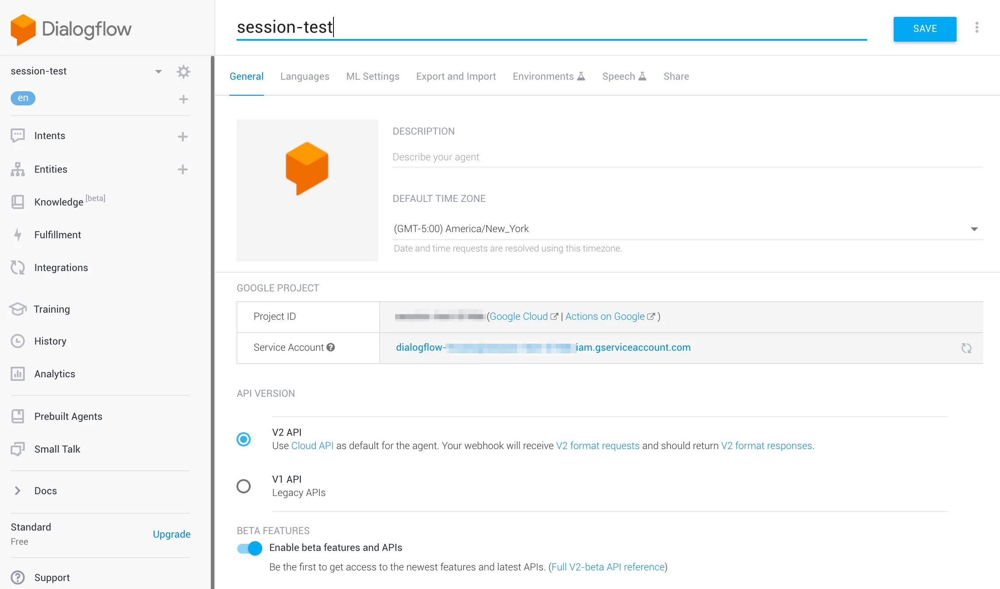 Dialogflow
session-test
en
Intents
Entities
Knowledge [beta]
Fulfillment
Integrations
Training
History
Analytics
Prebuilt Agents
Small Talk
Docs
Standard
Free
Upgrade
Support
session-test
SAVE
General Languages ML Settings Export and Import Environments Speech Share
DESCRIPTION
Describe your agent
DEFAULT TIME ZONE
(GMT-5:00) America/New_York
Date and time requests are resolved using this timezone.
GOOGLE PROJECT
Project ID (Google Cloud | Actions on Google )
Service Account dialogflow- iam.gserviceaccount.com
API VERSION
V2 API
Use Cloud API as default for the agent. Your webhook will receive V2 format requests and should return V2 format responses.
V1 API
Legacy APIs
BETA FEATURES
Enable beta features and APIs
Be the first to get access to the newest features and latest APIs. (Full V2-beta API reference)